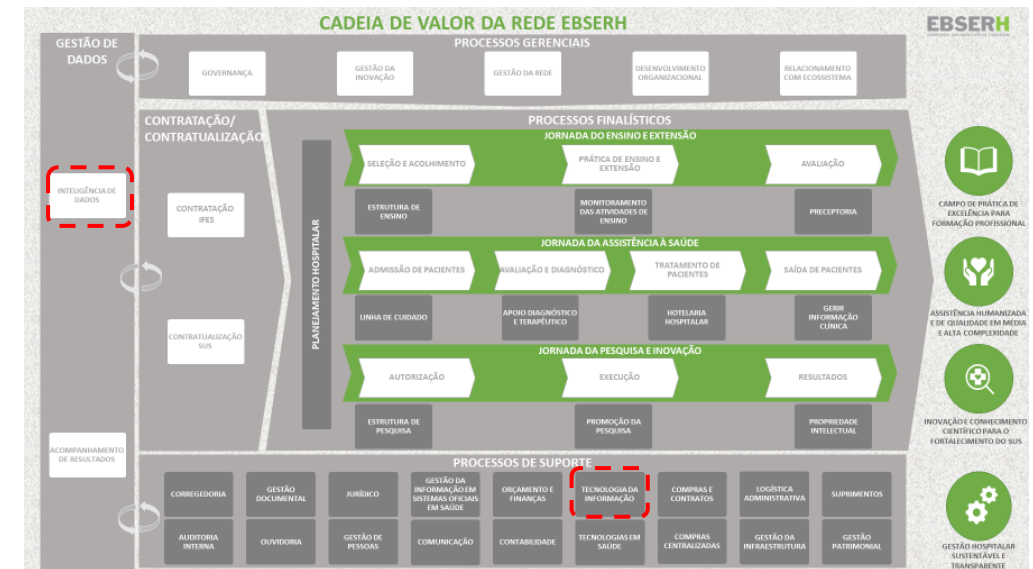 CADEIA DE VALOR DA REDE EBSERH
EBSERH
GESTÃO DE
DADOS
PROCESSOS GERENCIAIS
GOVERNANÇA
GESTÃO DA
INOVAÇÃO
GESTÃO DA REDE
DESENVOLVIMENTO
ORGANIZACIONAL
RELACIONAMENTO
COM ECOSSISTEMA
INTELIGÊNCIA DE
DADOS
ACOMPANHAMENTO
DE RESULTADOS
CONTRATAÇÃO/
CONTRATUALIZAÇÃO
CONTRATAÇÃO
IFES
CONTRATUALIZAÇÃO
SUS
PROCESSOS FINALÍSTICOS
PLANEJAMENTO HOSPITALAR
JORNADA DO ENSINO E EXTENSÃO
SELEÇÃO E ACOLHIMENTO
PRÁTICA DE ENSINO E
EXTENSÃO
AVALIAÇÃO
ESTRUTURA DE
ENSINO
MONITORAMENTO
DAS ATIVIDADES DE
ENSINO
PRECEPTORIA
JORNADA DA ASSISTÊNCIA À SAÚDE
ADMISSÃO DE PACIENTES
AVALIAÇÃO E DIAGNÓSTICO
TRATAMENTO DE
PACIENTES
SAÍDA DE PACIENTES
LINHA DE CUIDADO
APOIO DIAGNÓSTICO
E TERAPÊUTICO
HOTELARIA
HOSPITALAR
GERIR
INFORMAÇÃO
CLÍNICA
JORNADA DA PESQUISA E INOVAÇÃO
AUTORIZAÇÃO
EXECUÇÃO
RESULTADOS
ESTRUTURA DE
PESQUISA
PROMOÇÃO DA
PESQUISA
PROPRIEDADE
INTELECTUAL
PROCESSOS DE SUPORTE
CORREGEDORIA
GESTÃO
DOCUMENTAL
JURÍDICO
GESTÃO DA
INFORMAÇÃO EM
SISTEMAS OFICIAIS
EM SAÚDE
ORÇAMENTO E
FINANÇAS
TECNOLOGIA DA
INFORMAÇÃO
COMPRAS E
CONTRATOS
LOGÍSTICA
ADMINISTRATIVA
SUPRIMENTOS
AUDITORIA
INTERNA
OUVIDORIA
GESTÃO DE
PESSOAS
COMUNICAÇÃO
CONTABILIDADE
TECNOLOGIAS EM
SAÚDE
COMPRAS
CENTRALIZADAS
GESTÃO DA
INFRAESTRUTURA
GESTÃO
PATRIMONIAL
CAMPO DE PRÁTICA DE
EXCELÊNCIA PARA
FORMAÇÃO PROFISSIONAL
ASSISTÊNCIA HUMANIZADA
E DE QUALIDADE EM MÉDIA
E ALTA COMPLEXIDADE
INOVAÇÃO E CONHECIMENTO
CIENTÍFICO PARA O
FORTALECIMENTO DO SUS
GESTÃO HOSPITALAR
SUSTENTÁVEL E
TRANSPARENTE